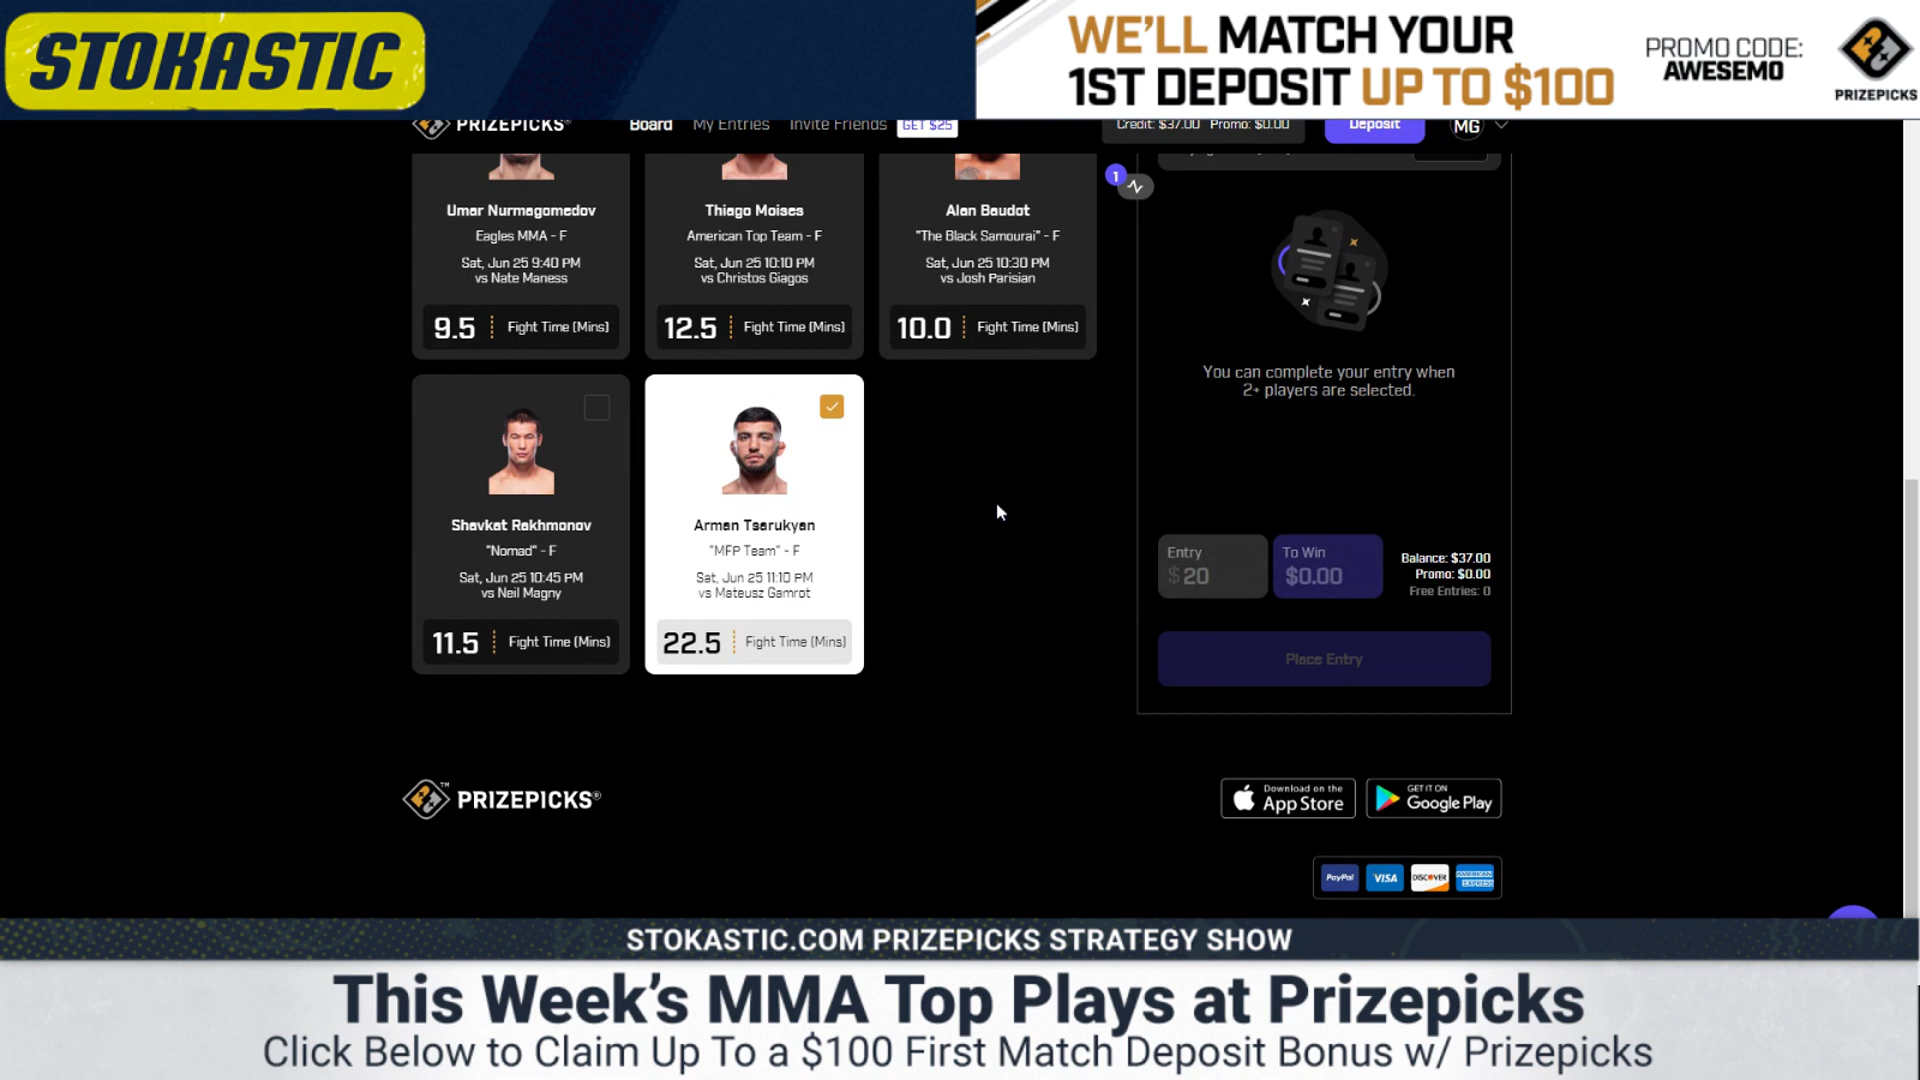 STOKASTIC
WE'LL MATCH YOUR
1ST DEPOSIT UP TO $100
PROMO CODE:
AWESEMO
PRIZEPICKS
PRIZEPICKS®
Board
My Entries
Invite Friends
GET $25
Credit: $37.00 Promo: $0.00
Deposit
MG
Umar Nurmagomedov
Eagles MMA - F
Sat, Jun 25 9:40 PM
vs Nate Maness
9.5 Fight Time (Mins)
Thiago Moises
American Top Team - F
Sat, Jun 25 10:10 PM
vs Christos Giagos
12.5 Fight Time (Mins)
Alan Baudot
"The Black Samourai" - F
Sat, Jun 25 10:30 PM
vs Josh Parisian
10.0 Fight Time (Mins)
1
You can complete your entry when
2+ players are selected.
Shavkat Rakhmonov
"Nomad" - F
Sat, Jun 25 10:45 PM
vs Neil Magny
11.5 Fight Time (Mins)
Arman Tsarukyan
"MFP Team" - F
Sat, Jun 25 11:10 PM
vs Mateusz Gamrot
22.5 Fight Time (Mins)
Entry
$ 20
To Win
$0.00
Balance: $37.00
Promo: $0.00
Free Entries: 0
Place Entry
PRIZEPICKS®
Download on the
App Store
GET IT ON
Google Play
PayPal
VISA
DISCOVER
AMERICAN
EXPRESS
STOKASTIC.COM PRIZEPICKS STRATEGY SHOW
This Week's MMA Top Plays at Prizepicks
Click Below to Claim Up To a $100 First Match Deposit Bonus w/ Prizepicks